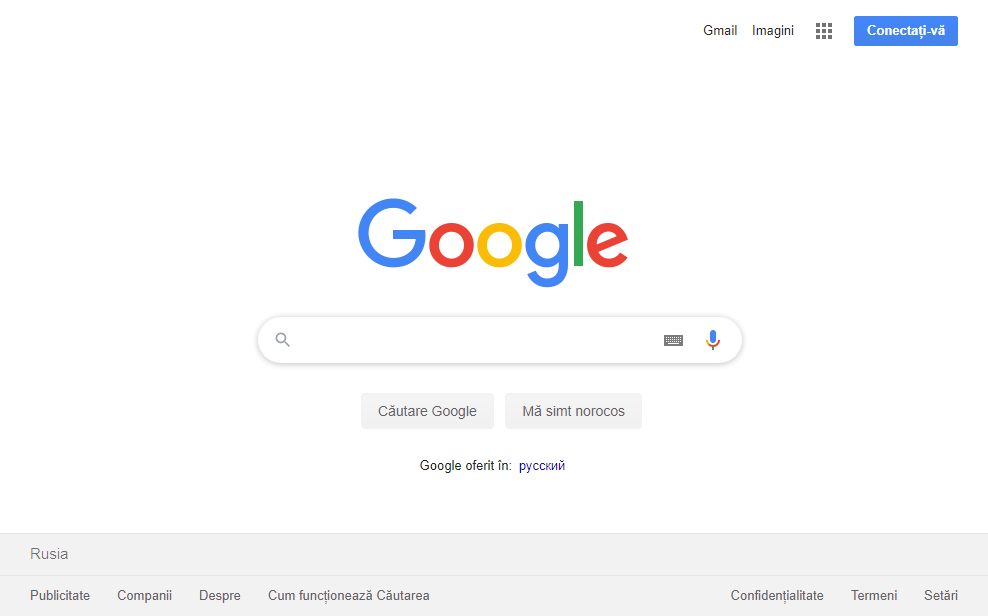 Gmail Imagini Conectați-vă
Google
Căutare Google Mă simt norocos
Google oferit în: русский
Rusia
Publicitate Companii Despre Cum funcționează Căutarea Confidențialitate Termeni Setări